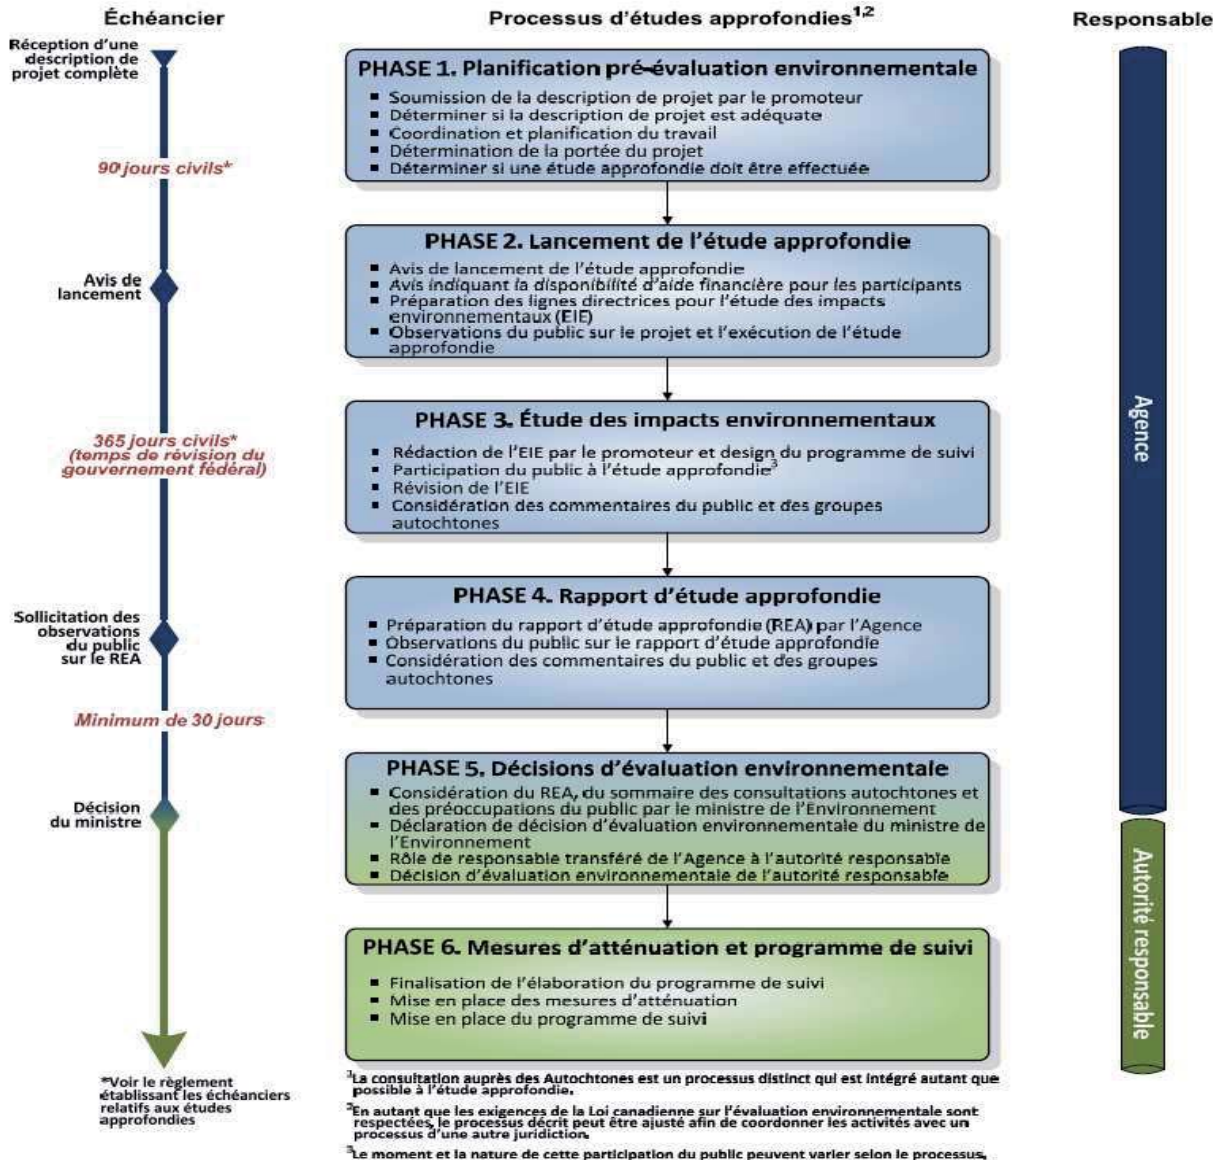 Échéancier
Processus d'études approfondies1,2
Responsable
Réception d'une
description de
projet complète
90 jours civils*
Avis de
lancement
365 jours civils*
(temps de révision du
gouvernement fédéral)
Sollicitation des
observations
du public
sur le REA
Minimum de 30 jours
Décision
du ministre
*Voir le règlement
établissant les échéanciers
relatifs aux études
approfondies
PHASE 1. Planification pré-évaluation environnementale
▪ Soumission de la description de projet par le promoteur
▪ Déterminer si la description de projet est adéquate
▪ Coordination et planification du travail
▪ Détermination de la portée du projet
▪ Déterminer si une étude approfondie doit être effectuée
PHASE 2. Lancement de l'étude approfondie
▪ Avis de lancement de l'étude approfondie
▪ Avis indiquant la disponibilité d'aide financière pour les participants
▪ Préparation des lignes directrices pour l'étude des impacts
environnementaux (EIE)
▪ Observations du public sur le projet et l'exécution de l'étude
approfondie
PHASE 3. Étude des impacts environnementaux
▪ Rédaction de l'EIE par le promoteur et design du programme de suivi
▪ Participation du public à l'étude approfondie3
▪ Révision de l'EIE
▪ Considération des commentaires du public et des groupes
autochtones
PHASE 4. Rapport d'étude approfondie
▪ Préparation du rapport d'étude approfondie (REA) par l'Agence
▪ Observations du public sur le rapport d'étude approfondie
▪ Considération des commentaires du public et des groupes
autochtones
PHASE 5. Décisions d'évaluation environnementale
▪ Considération du REA, du sommaire des consultations autochtones et
des préoccupations du public par le ministre de l'Environnement
▪ Déclaration de décision d'évaluation environnementale du ministre de
l'Environnement
▪ Rôle de responsable transféré de l'Agence à l'autorité responsable
▪ Décision d'évaluation environnementale de l'autorité responsable
PHASE 6. Mesures d'atténuation et programme de suivi
▪ Finalisation de l'élaboration du programme de suivi
▪ Mise en place des mesures d'atténuation
▪ Mise en place du programme de suivi
1La consultation auprès des Autochtones est un processus distinct qui est intégré autant que
possible à l'étude approfondie.
2En autant que les exigences de la Loi canadienne sur l'évaluation environnementale sont
respectées, le processus décrit peut être ajusté afin de coordonner les activités avec un
processus d'une autre juridiction.
3Le moment et la nature de cette participation du public peuvent varier selon le processus.
Agence
Autorité responsable